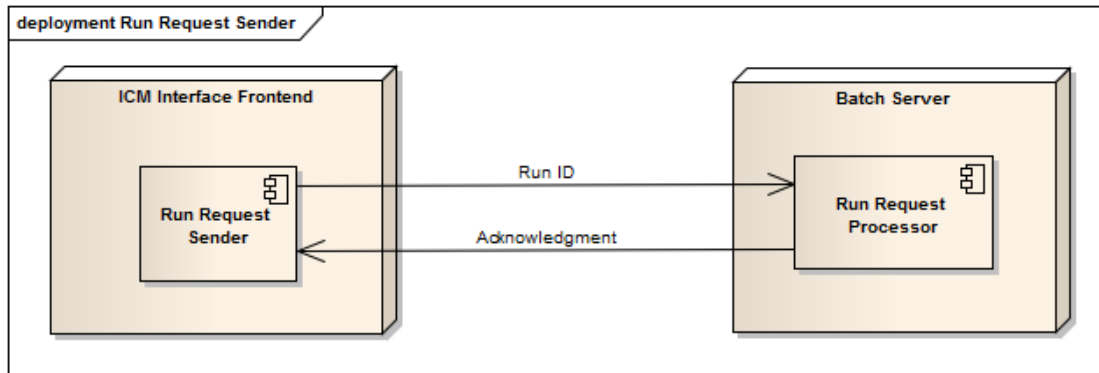 deployment Run Request Sender
ICM Interface Frontend
Batch Server
Run ID
Run Request
Sender
Run Request
Processor
Acknowledgment